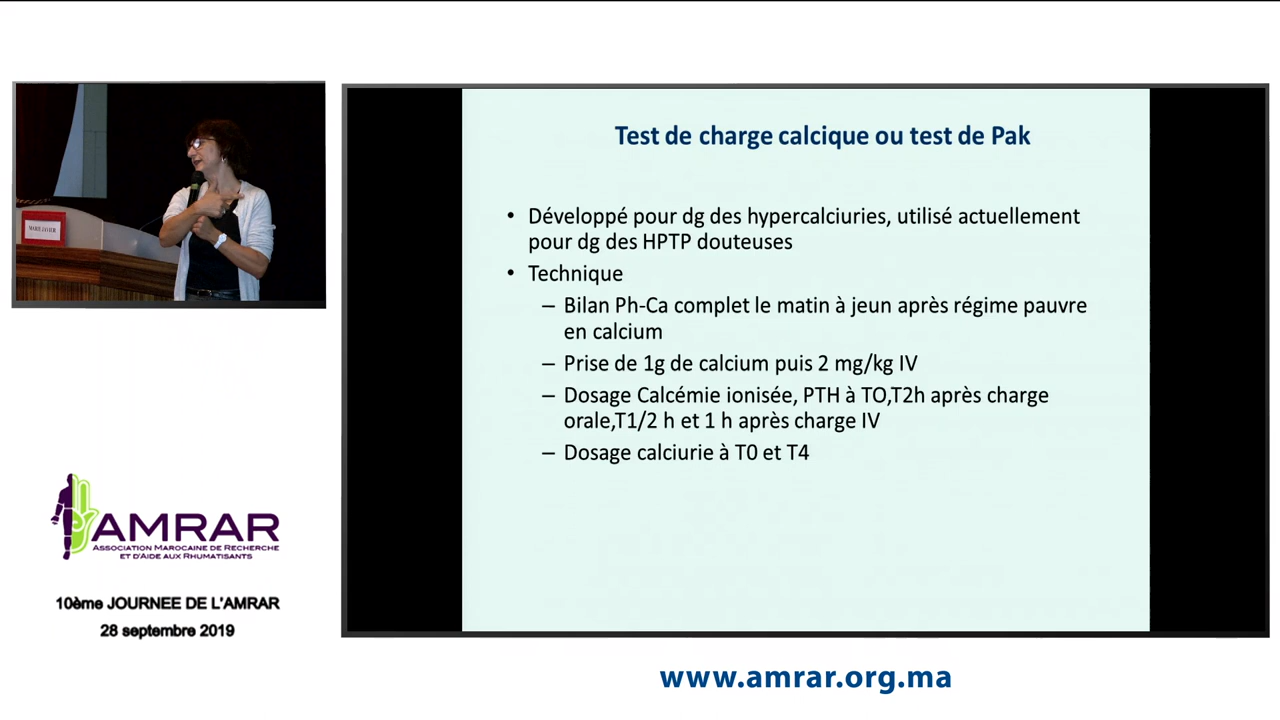 Test de charge calcique ou test de Pak
• Développé pour dg des hypercalciuries, utilisé actuellement
pour dg des HPTP douteuses
• Technique
– Bilan Ph-Ca complet le matin à jeun après régime pauvre
en calcium
– Prise de 1g de calcium puis 2 mg/kg IV
– Dosage Calcémie ionisée, PTH à TO,T2h après charge
orale,T1/2 h et 1 h après charge IV
– Dosage calciurie à T0 et T4
AMRAR
ASSOCIATION MAROCAINE DE RECHERCHE
ET D'AIDE AUX RHUMATISANTS
10ème JOURNEE DE L'AMRAR
28 septembre 2019
www.amrar.org.ma